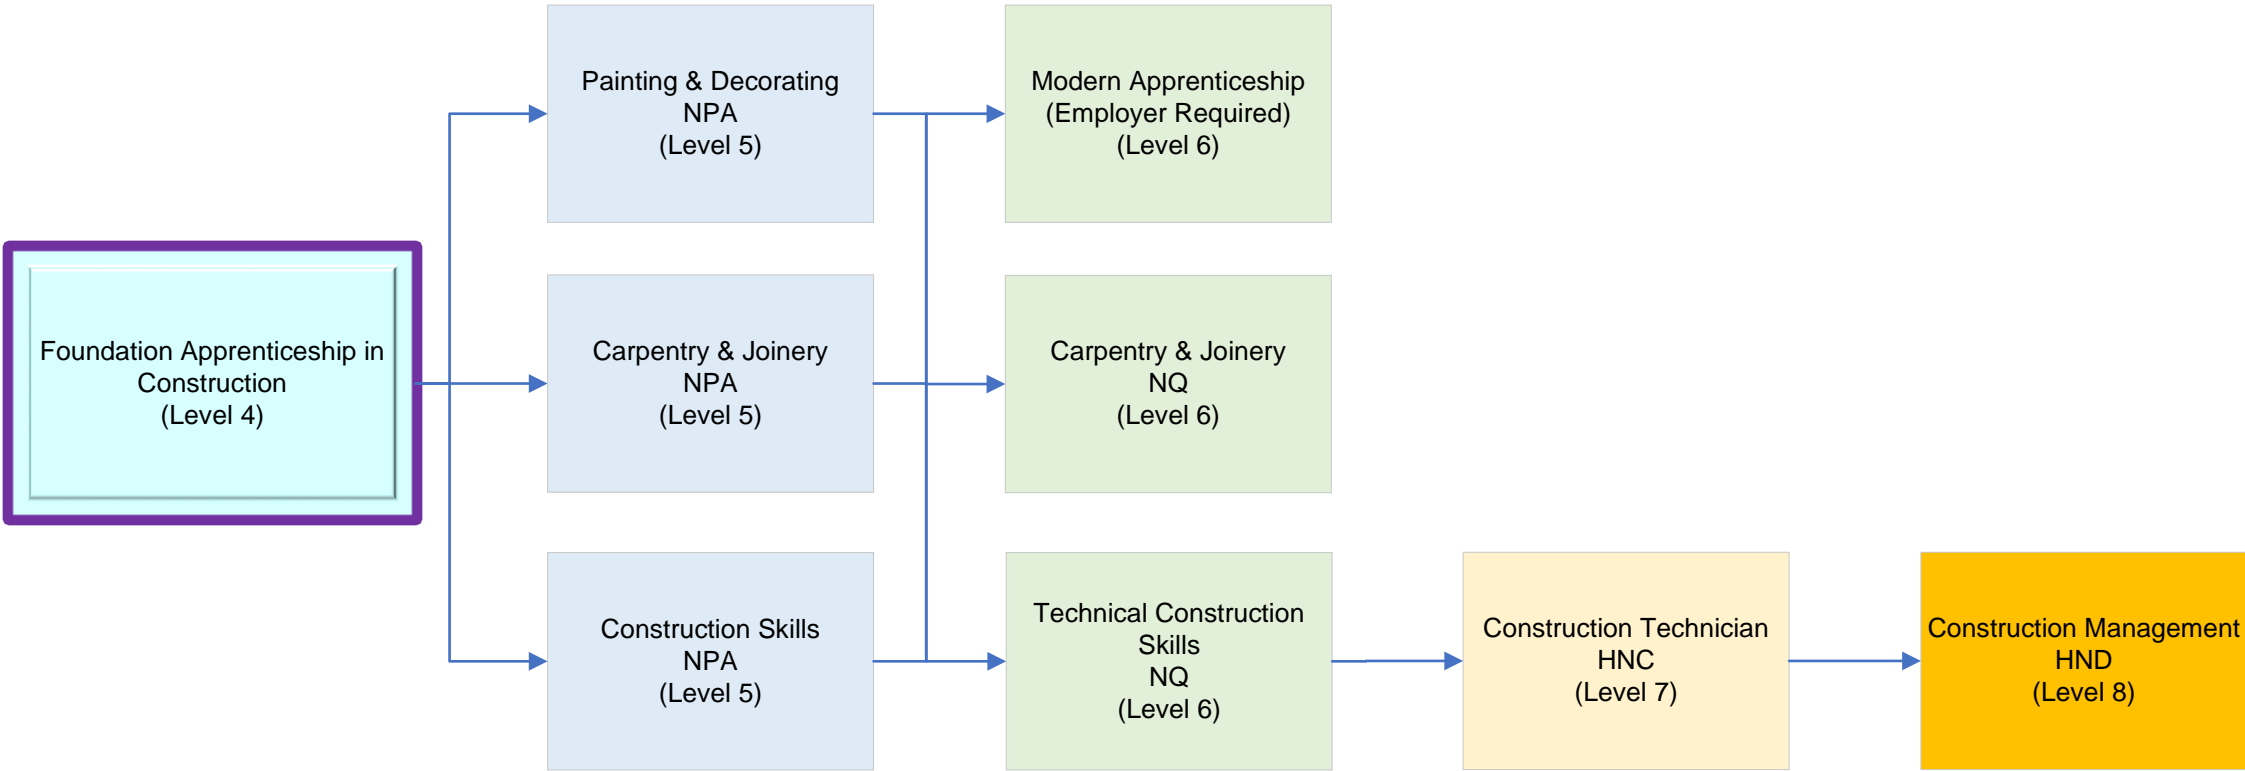 Foundation Apprenticeship in
Construction
(Level 4)
Painting & Decorating
NPA
(Level 5)
Carpentry & Joinery
NPA
(Level 5)
Construction Skills
NPA
(Level 5)
Modern Apprenticeship
(Employer Required)
(Level 6)
Carpentry & Joinery
NQ
(Level 6)
Technical Construction
Skills
NQ
(Level 6)
Construction Technician
HNC
(Level 7)
Construction Management
HND
(Level 8)